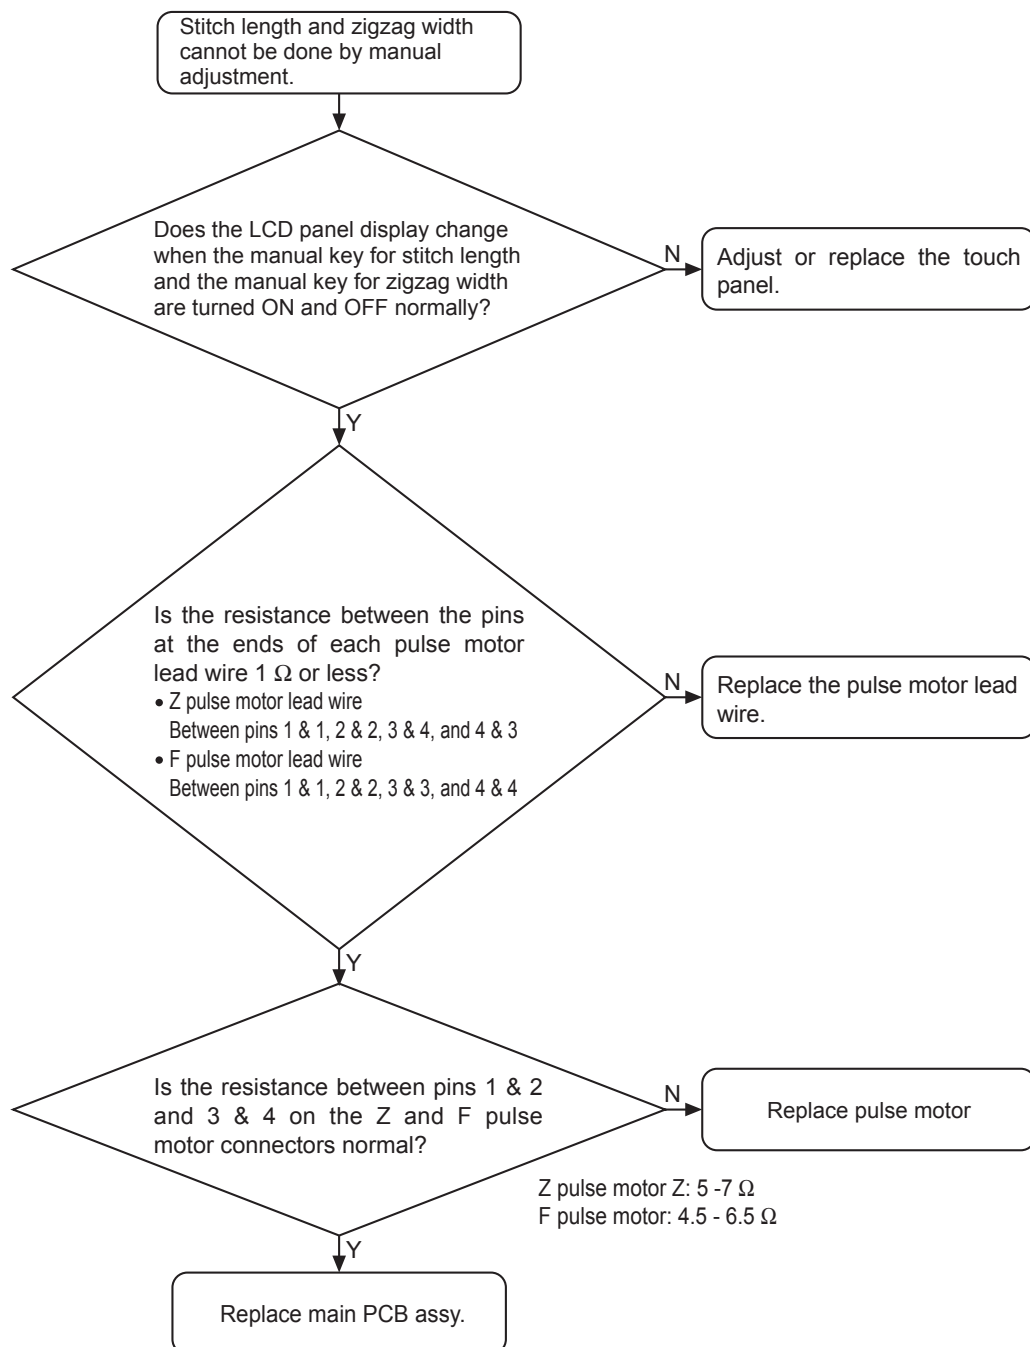 Stitch length and zigzag width
cannot be done by manual
adjustment.
Does the LCD panel display change
when the manual key for stitch length
and the manual key for zigzag width
are turned ON and OFF normally?
N
Adjust or replace the touch
panel.
Y
Is the resistance between the pins
at the ends of each pulse motor
lead wire 1 Ω or less?
• Z pulse motor lead wire
Between pins 1 & 1, 2 & 2, 3 & 4, and 4 & 3
• F pulse motor lead wire
Between pins 1 & 1, 2 & 2, 3 & 3, and 4 & 4
N
Replace the pulse motor lead
wire.
Y
Is the resistance between pins 1 & 2
and 3 & 4 on the Z and F pulse
motor connectors normal?
N
Replace pulse motor
Z pulse motor Z: 5 -7 Ω
F pulse motor: 4.5 - 6.5 Ω
Y
Replace main PCB assy.